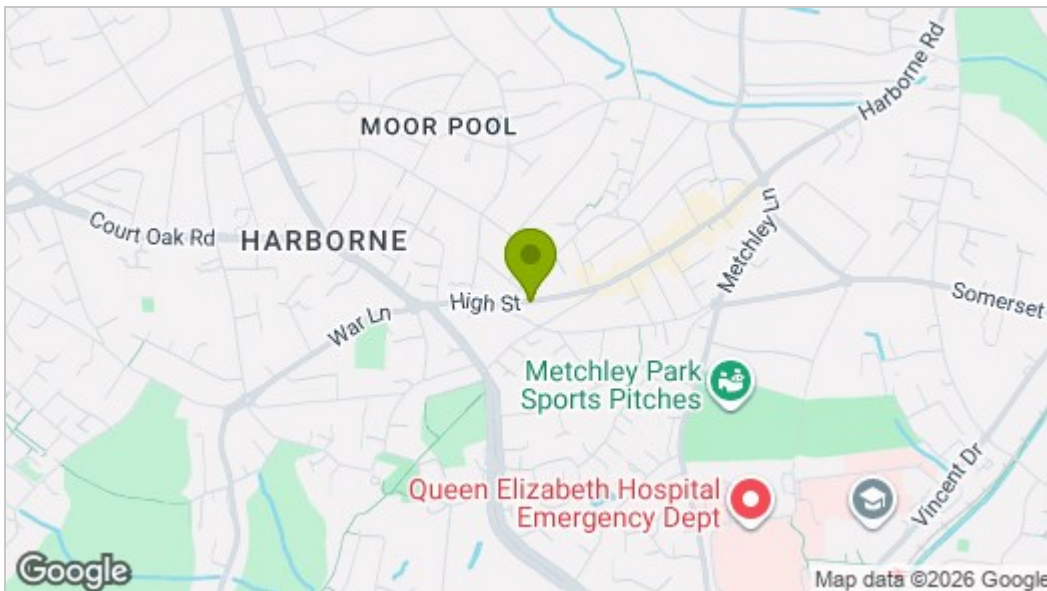 Harborne Rd
MOOR POOL
Metchley Ln
Court Oak Rd
HARBORNE
High St
Somerset
War Ln
Metchley Park
Sports Pitches
Queen Elizabeth Hospital
Emergency Dept
Vincent Dr
Google
Map data ©2026 Google